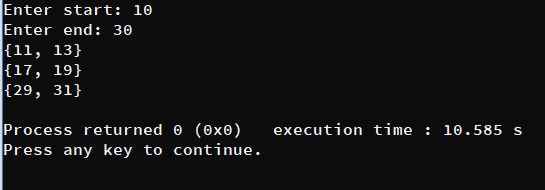 Enter start: 10
Enter end: 30
{11, 13}
{17, 19}
{29, 31}
Process returned 0 (0x0)   execution time : 10.585 s
Press any key to continue.